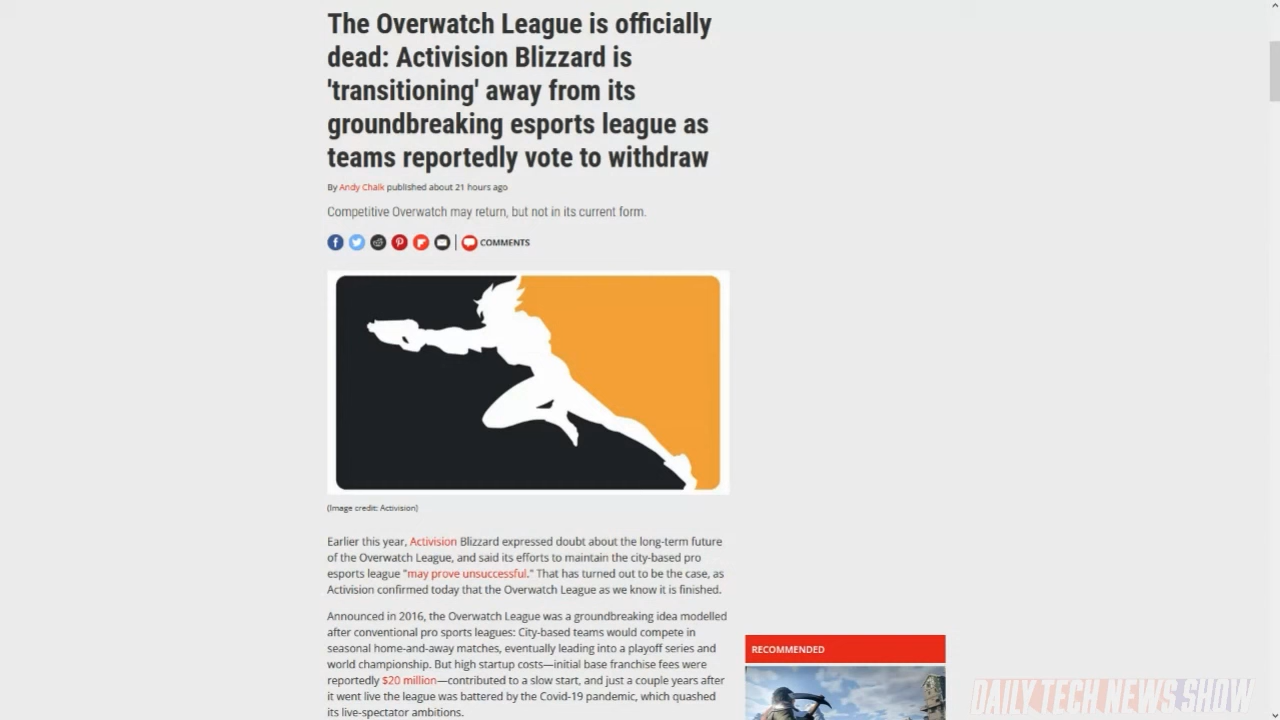 The Overwatch League is officially
dead: Activision Blizzard is
'transitioning' away from its
groundbreaking esports league as
teams reportedly vote to withdraw
By Andy Chalk published about 21 hours ago
Competitive Overwatch may return, but not in its current form.
COMMENTS
(Image credit: Activision)
Earlier this year, Activision Blizzard expressed doubt about the long-term future
of the Overwatch League, and said its efforts to maintain the city-based pro
esports league "may prove unsuccessful." That has turned out to be the case, as
Activision confirmed today that the Overwatch League as we know it is finished.
Announced in 2016, the Overwatch League was a groundbreaking idea modelled
after conventional pro sports leagues: City-based teams would compete in
seasonal home-and-away matches, eventually leading into a playoff series and
world championship. But high startup costs—initial base franchise fees were
reportedly $20 million—contributed to a slow start, and just a couple years after
it went live the league was battered by the Covid-19 pandemic, which quashed
its live-spectator ambitions.
RECOMMENDED
DAILY TECH NEWS SHOW